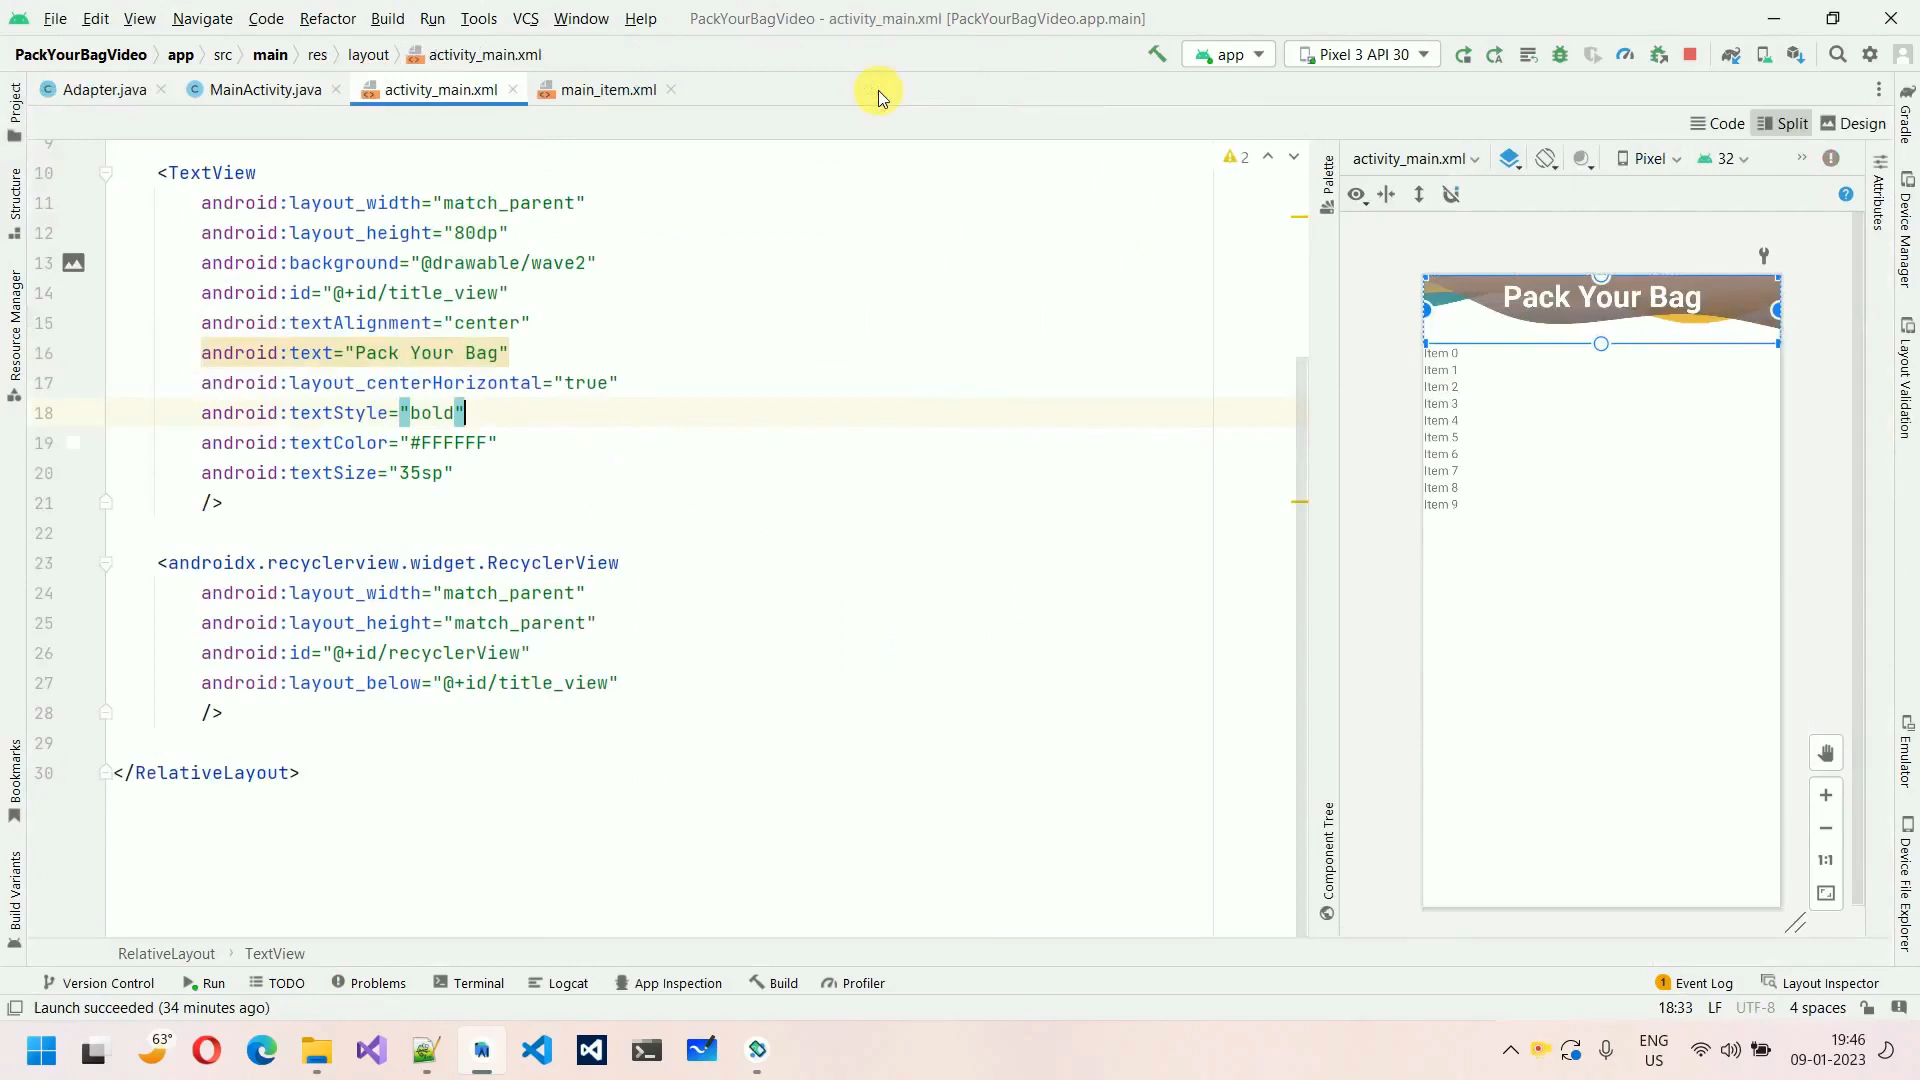 File Edit View Navigate Code Refactor Build Run Tools VCS Window Help PackYourBagVideo - activity_main.xml [PackYourBagVideo.app.main]
PackYourBagVideo app src main res layout activity_main.xml app Pixel 3 API 30
Project
Adapter.java MainActivity.java activity_main.xml main_item.xml
Gradle
Code Split Design
Structure
Resource Manager
Bookmarks
Build Variants
2
9
10 <TextView
11 android:layout_width="match_parent"
12 android:layout_height="80dp"
13 android:background="@drawable/wave2"
14 android:id="@+id/title_view"
15 android:textAlignment="center"
16 android:text="Pack Your Bag"
17 android:layout_centerHorizontal="true"
18 android:textStyle="bold"
19 android:textColor="#FFFFFF"
20 android:textSize="35sp"
21 />
22
23 <androidx.recyclerview.widget.RecyclerView
24 android:layout_width="match_parent"
25 android:layout_height="match_parent"
26 android:id="@+id/recyclerView"
27 android:layout_below="@+id/title_view"
28 />
29
30 </RelativeLayout>
Palette
Component Tree
activity_main.xml Pixel 32
Pack Your Bag
Item 0
Item 1
Item 2
Item 3
Item 4
Item 5
Item 6
Item 7
Item 8
Item 9
1:1
Attributes
Device Manager
Layout Validation
Emulator
Device File Explorer
RelativeLayout TextView
Version Control Run TODO Problems Terminal Logcat App Inspection Build Profiler 1 Event Log Layout Inspector
Launch succeeded (34 minutes ago) 18:33 LF UTF-8 4 spaces
63°
ENG
US
19:46
09-01-2023